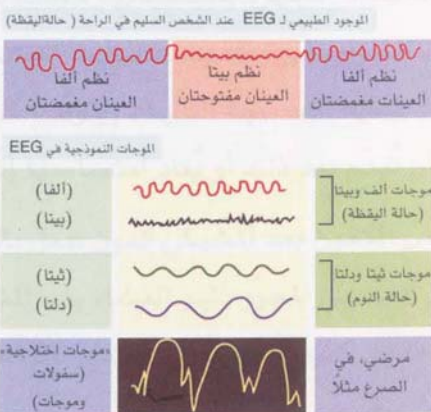 الموجود الطبيعي لـ EEG عند الشخص السليم في الراحة (حالة اليقظة)
نظم ألفا
العينات مغمضتان
نظم بيتا
العينان مفتوحتان
نظم ألفا
العينان مغمضتان
الموجات النموذجية في EEG
موجات ألف وبيتا
(حالة اليقظة)
(ألفا)
(بيتا)
موجات ثيتا ودلتا
(حالة النوم)
(ثيتا)
(دلتا)
مرضي، في
الصرع مثلاً
«موجات اختلاجية»
(سفولات
وموجات)